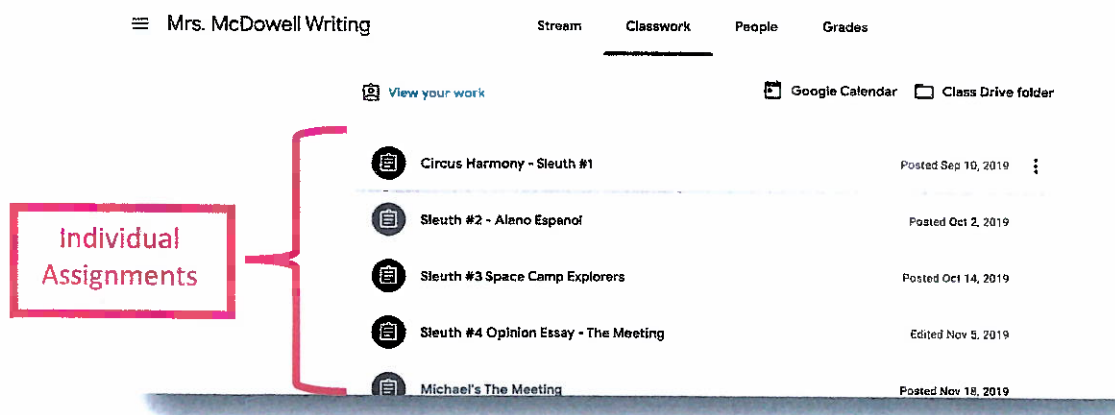 Mrs. McDowell Writing
Stream Classwork People Grades
View your work
Google Calendar Class Drive folder
Circus Harmony - Sleuth #1 Posted Sep 10, 2019
Individual
Assignments
Sleuth #2 - Alano Espanol Posted Oct 2, 2019
Sleuth #3 Space Camp Explorers Posted Oct 14, 2019
Sleuth #4 Opinion Essay - The Meeting Edited Nov 5, 2019
Michael's The Meeting Posted Nov 18, 2019